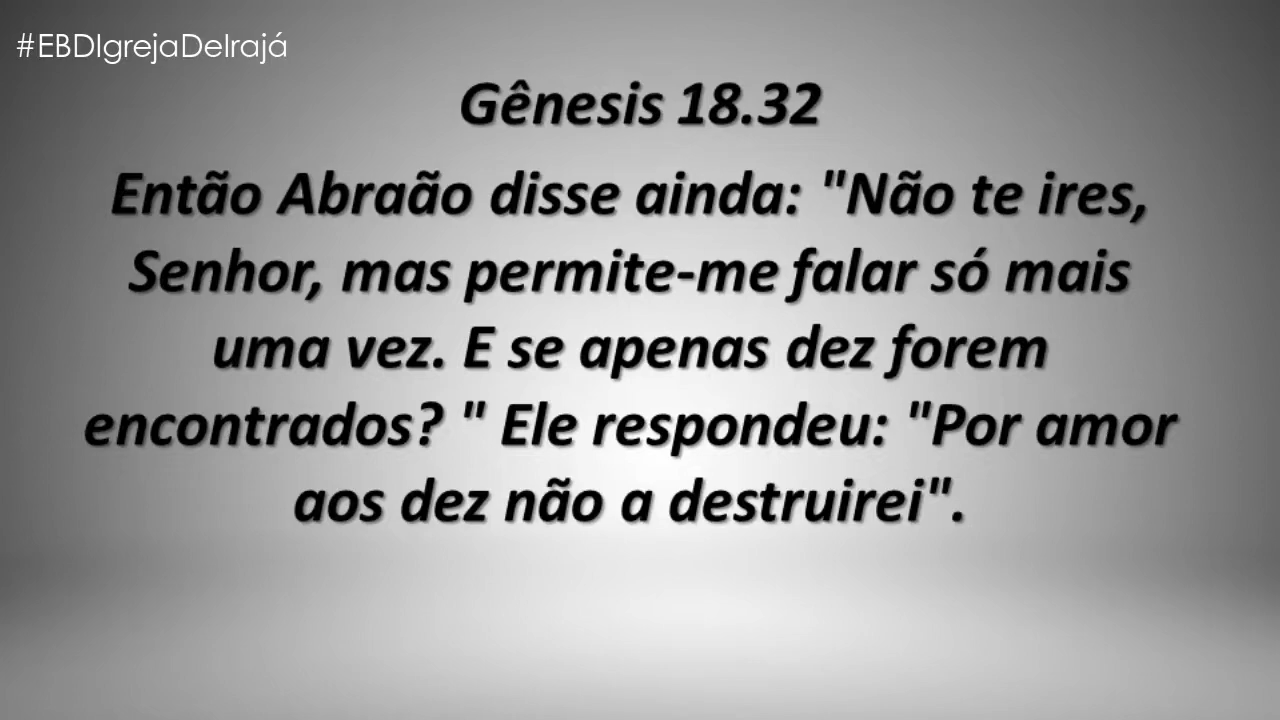 #EBDIgrejaDeIrajá
Gênesis 18.32
Então Abraão disse ainda: "Não te ires,
Senhor, mas permite-me falar só mais
uma vez. E se apenas dez forem
encontrados? " Ele respondeu: "Por amor
aos dez não a destruirei".